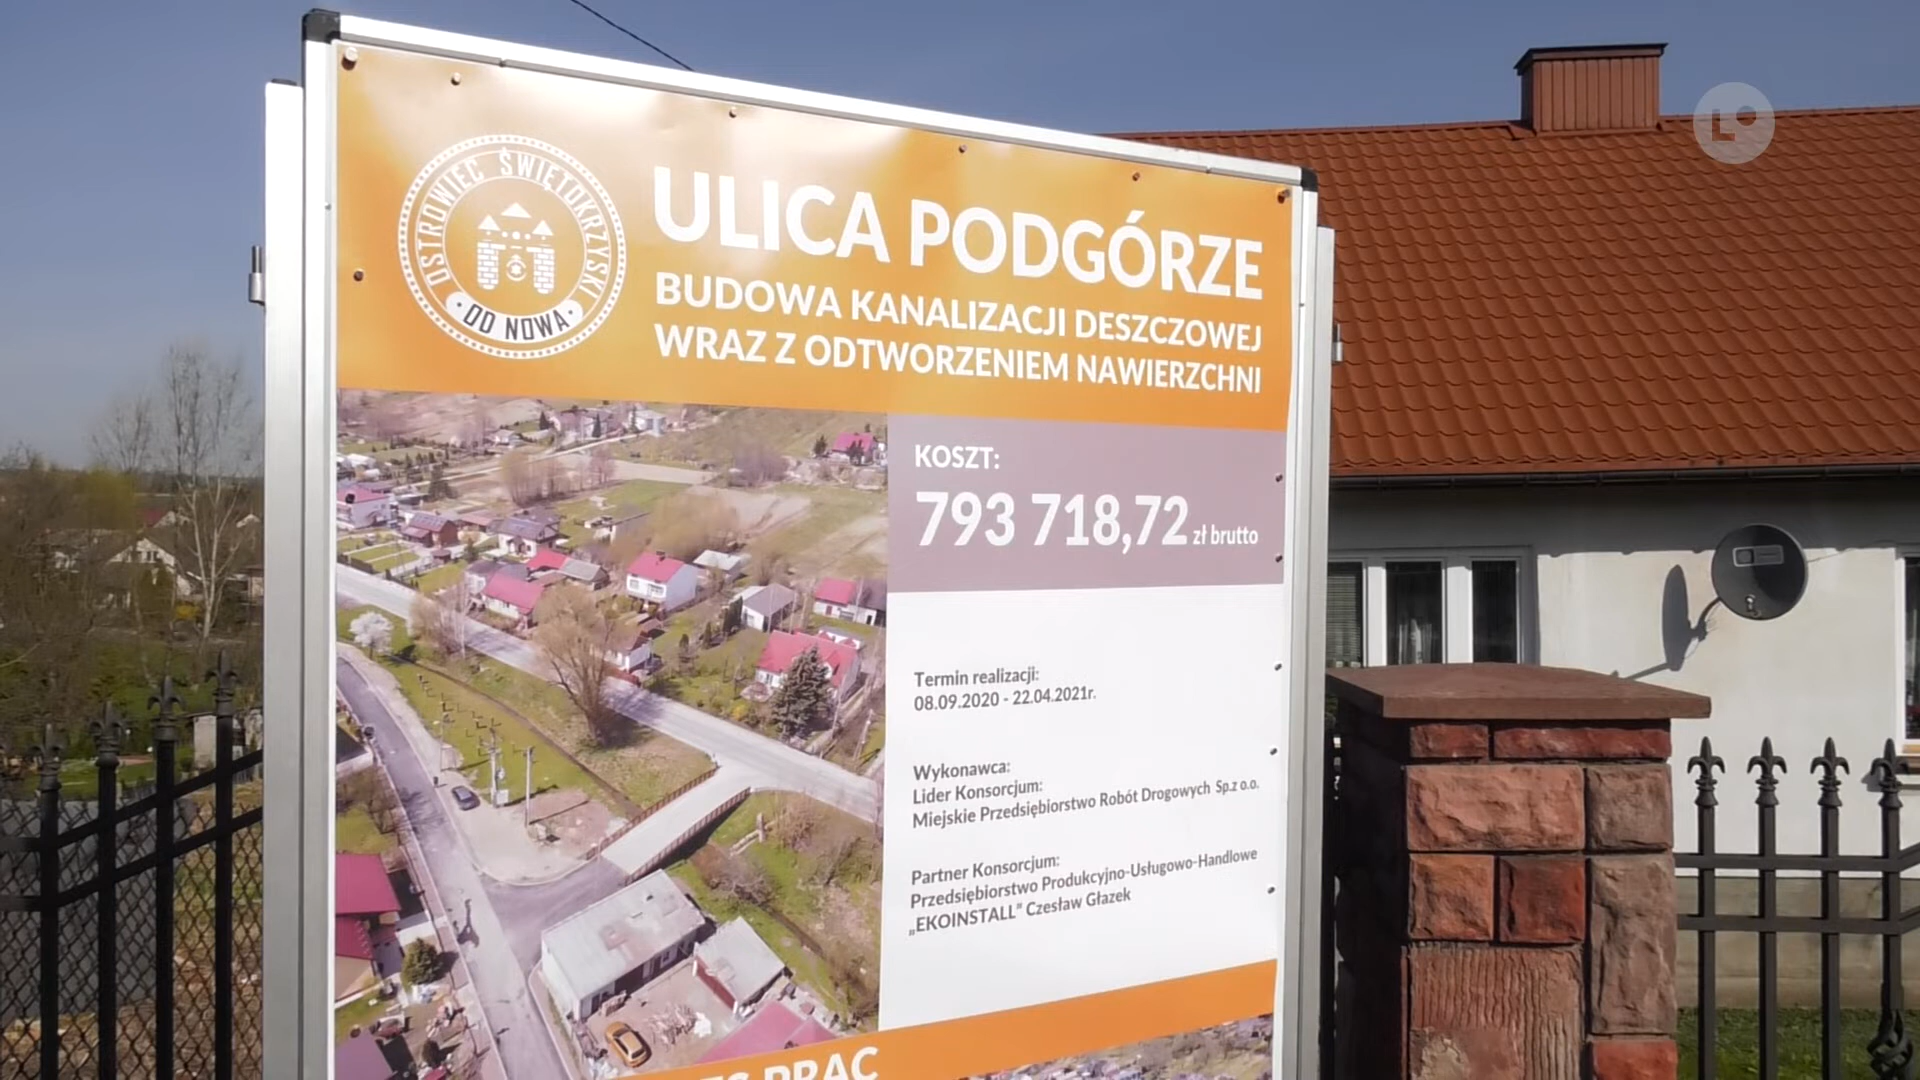 OSTROWIEC ŚWIĘTOKRZYSKI
OD NOWA
ULICA PODGÓRZE
BUDOWA KANALIZACJI DESZCZOWEJ
WRAZ Z ODTWORZENIEM NAWIERZCHNI
KOSZT:
793 718,72 zł brutto
Termin realizacji:
08.09.2020 - 22.04.2021r.
Wykonawca:
Lider Konsorcjum:
Miejskie Przedsiębiorstwo Robót Drogowych Sp.z o.o.
Partner Konsorcjum:
Przedsiębiorstwo Produkcyjno-Usługowo-Handlowe
„EKOINSTALL" Czesław Głazek
PRAC
LO